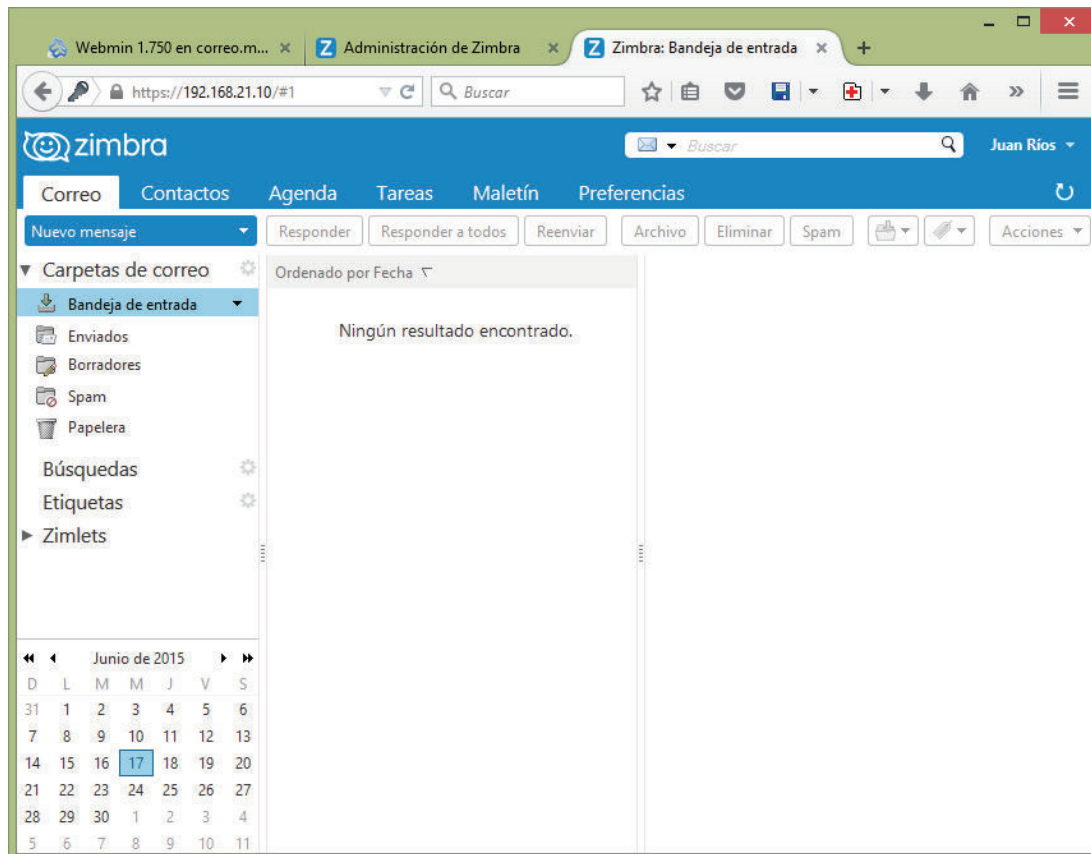 Webmin 1.750 en correo.m...
Administración de Zimbra
Zimbra: Bandeja de entrada
https://192.168.21.10/#1
Buscar
zimbra
Buscar
Juan Ríos
Correo Contactos Agenda Tareas Maletín Preferencias
Nuevo mensaje Responder Responder a todos Reenviar Archivo Eliminar Spam Acciones
Carpetas de correo
Bandeja de entrada
Enviados
Borradores
Spam
Papelera
Búsquedas
Etiquetas
Zimlets
Ordenado por Fecha
Ningún resultado encontrado.
Junio de 2015
D L M M J V S
31 1 2 3 4 5 6
7 8 9 10 11 12 13
14 15 16 17 18 19 20
21 22 23 24 25 26 27
28 29 30 1 2 3 4
5 6 7 8 9 10 11